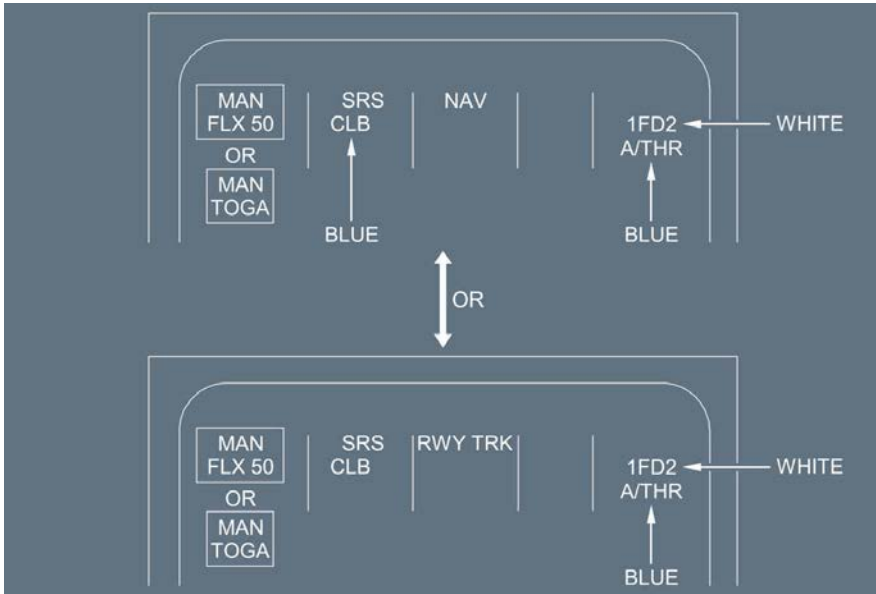 MAN SRS NAV
FLX 50 CLB 1FD2 WHITE
OR A/THR
MAN
TOGA
BLUE BLUE
OR
MAN SRS RWY TRK
FLX 50 CLB 1FD2 WHITE
OR A/THR
MAN
TOGA
BLUE